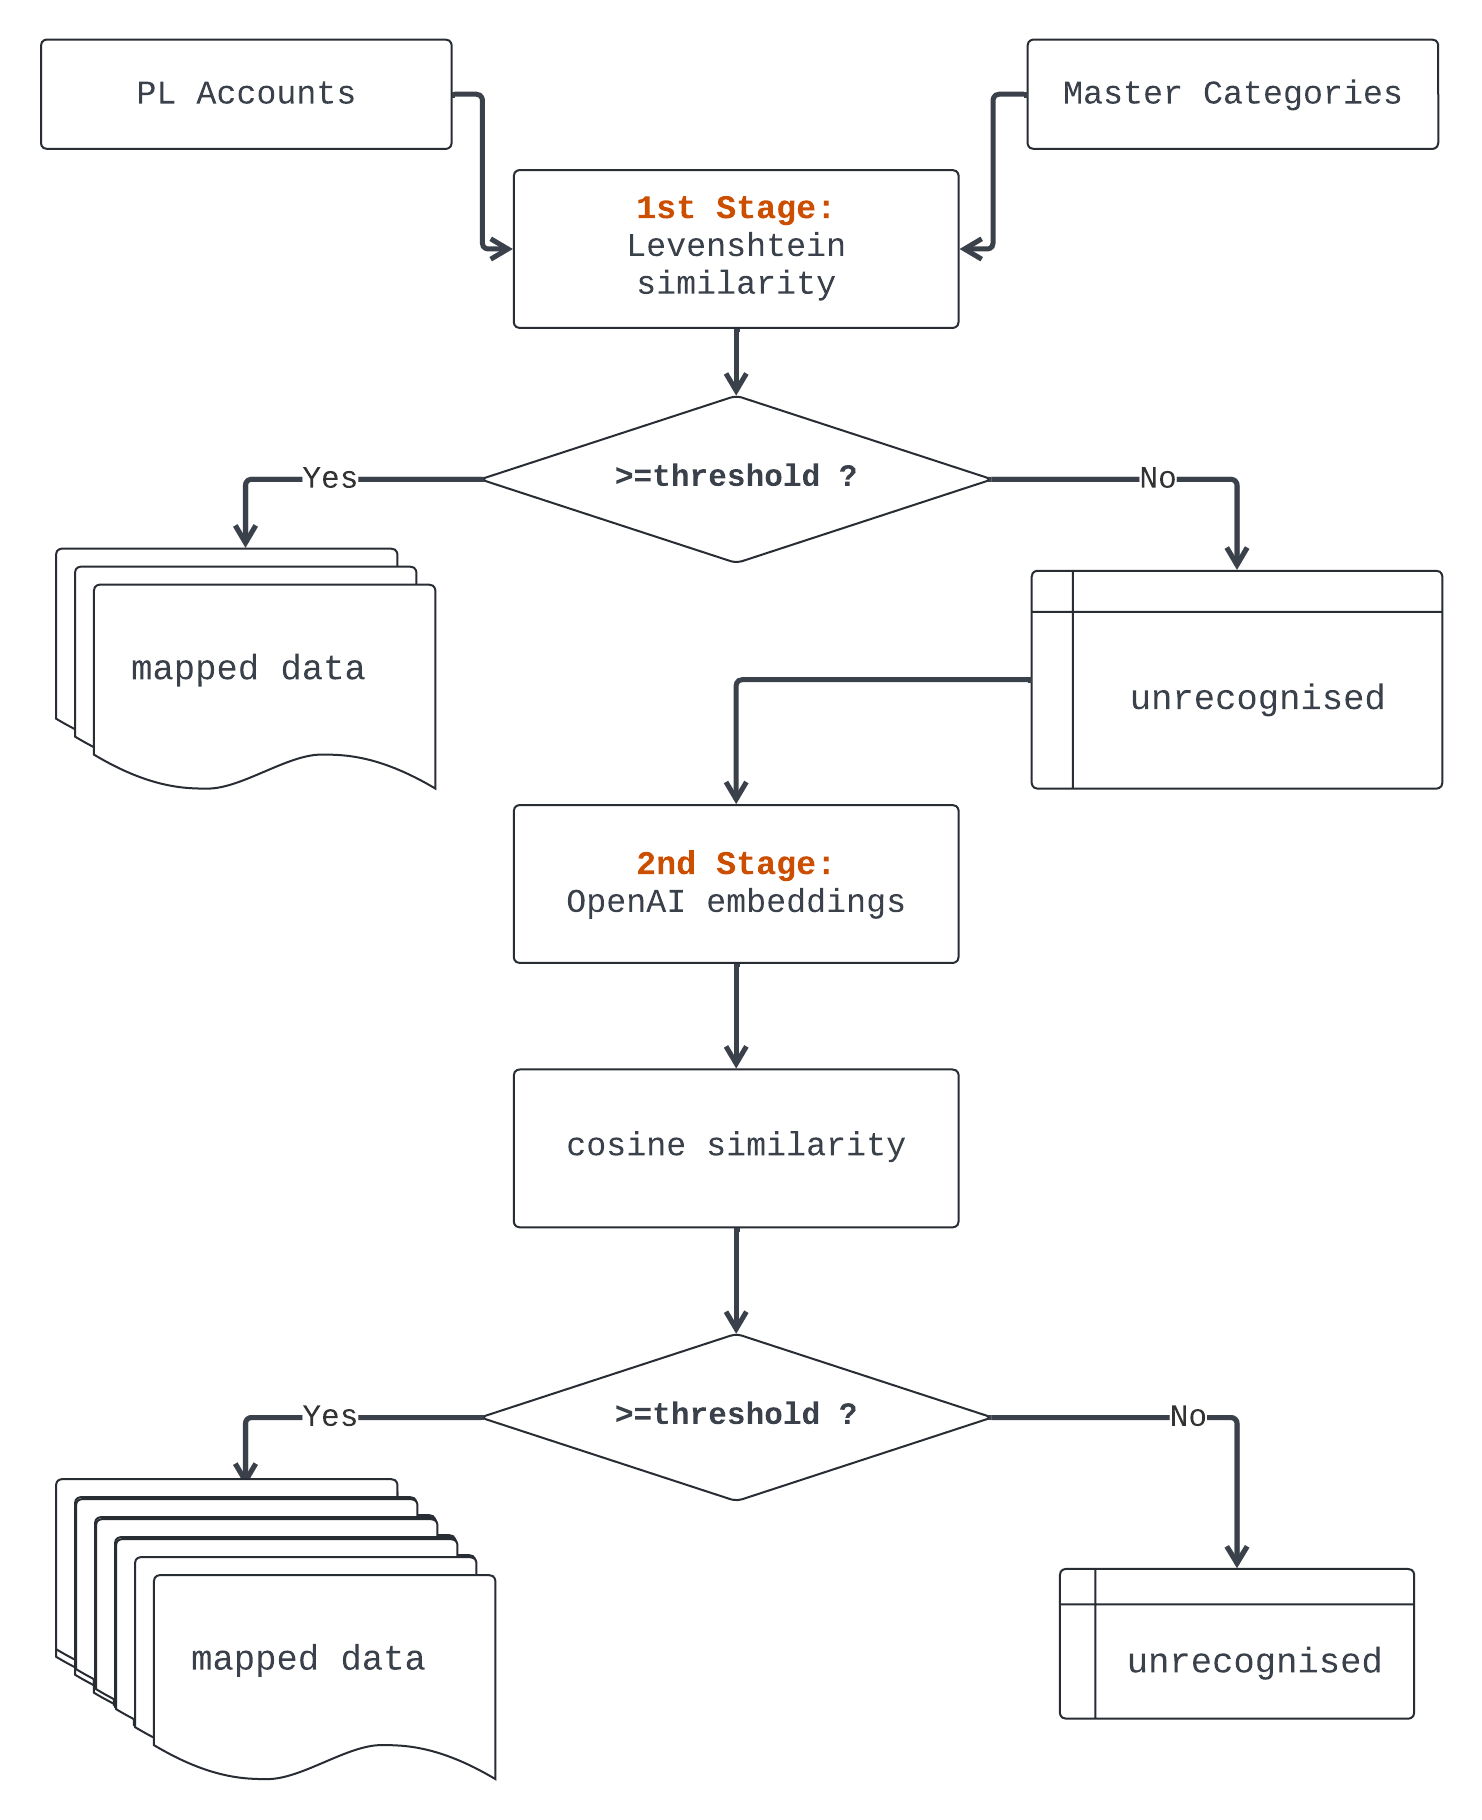 PL Accounts
Master Categories
1st Stage:
Levenshtein
similarity
>=threshold ?
Yes
No
mapped data
unrecognised
2nd Stage:
OpenAI embeddings
cosine similarity
>=threshold ?
Yes
No
mapped data
unrecognised